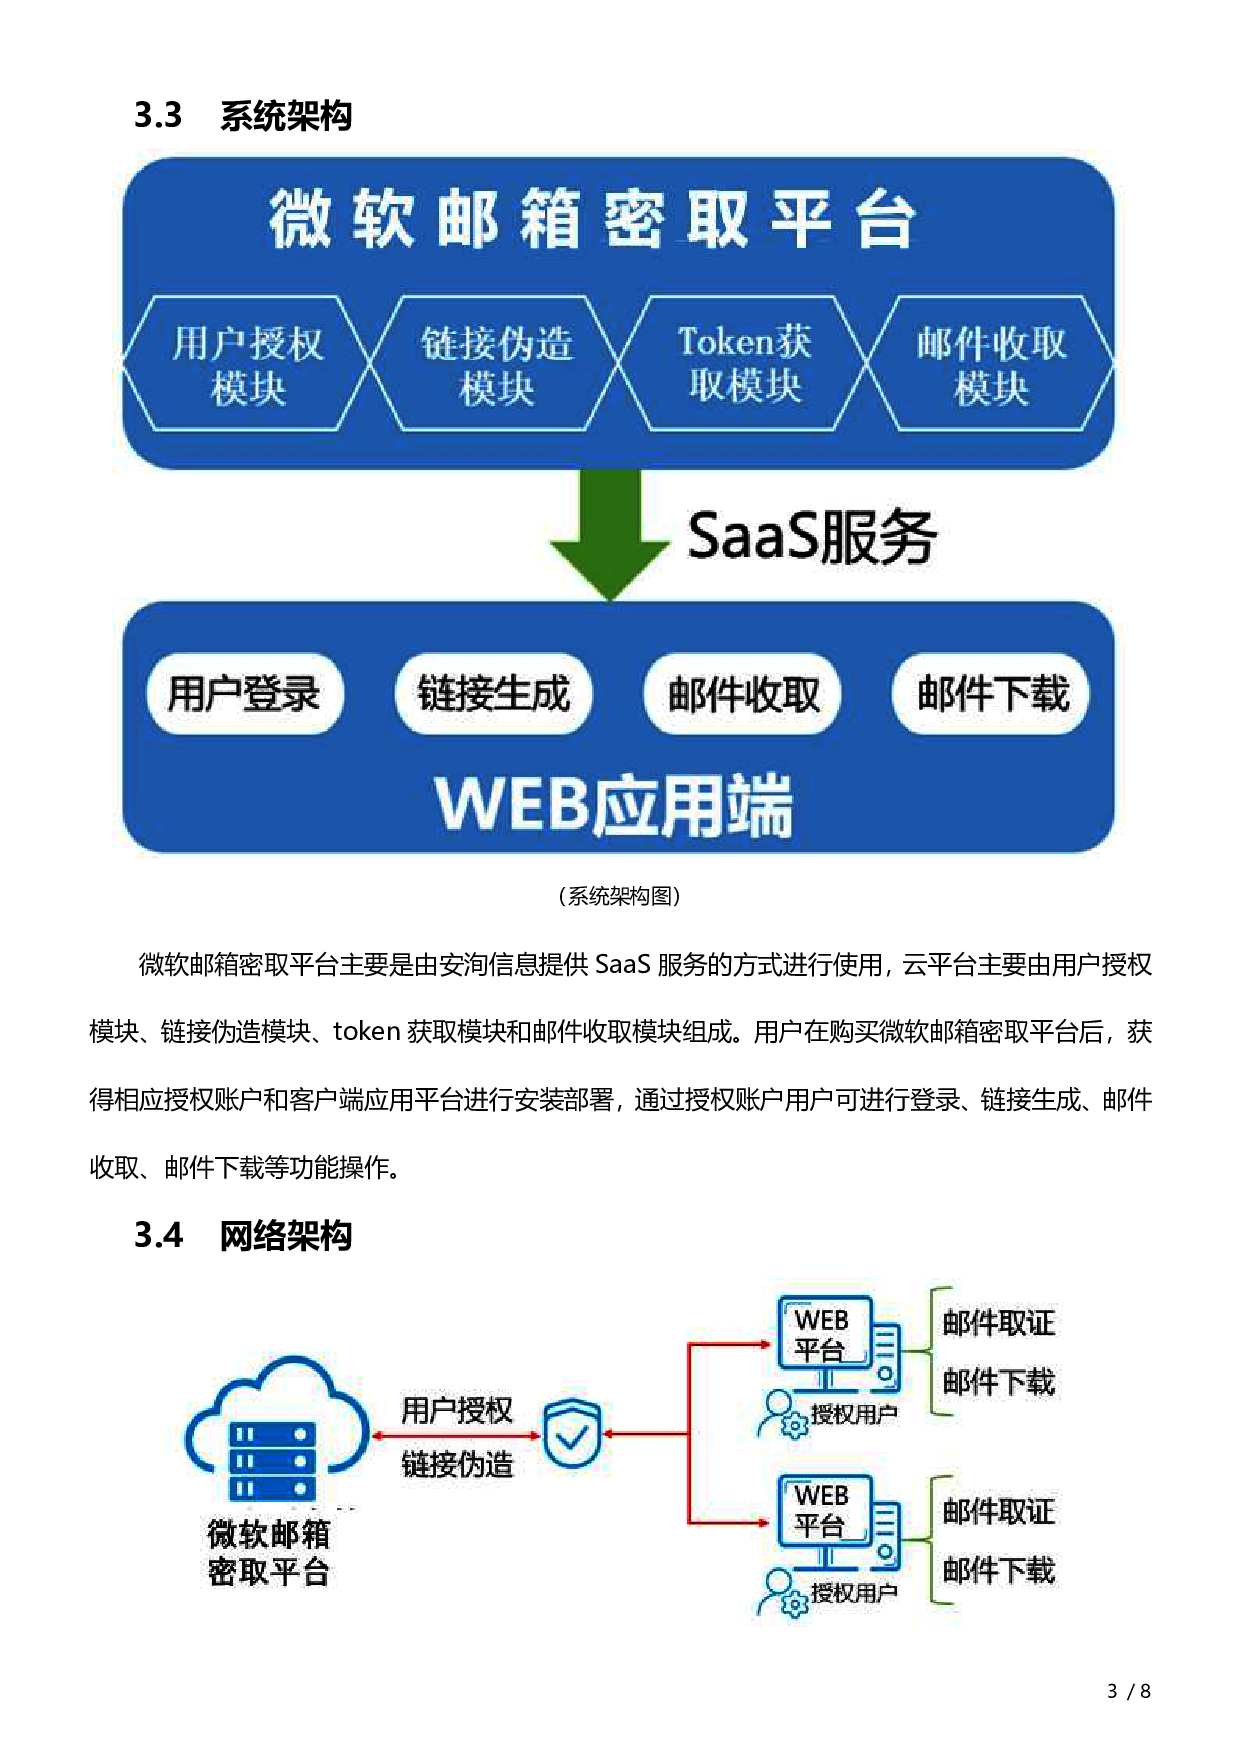 3.3 系统架构
微软邮箱密取平台
用户授权
模块
链接伪造
模块
Token获
取模块
邮件收取
模块
SaaS服务
用户登录
链接生成
邮件收取
邮件下载
WEB应用端
（系统架构图）
微软邮箱密取平台主要是由安洵信息提供 SaaS 服务的方式进行使用，云平台主要由用户授权
模块、链接伪造模块、token 获取模块和邮件收取模块组成。用户在购买微软邮箱密取平台后，获
得相应授权账户和客户端应用平台进行安装部署，通过授权账户用户可进行登录、链接生成、邮件
收取、邮件下载等功能操作。
3.4 网络架构
微软邮箱
密取平台
用户授权
链接伪造
WEB
平台
授权用户
邮件取证
邮件下载
WEB
平台
授权用户
邮件取证
邮件下载
3 / 8